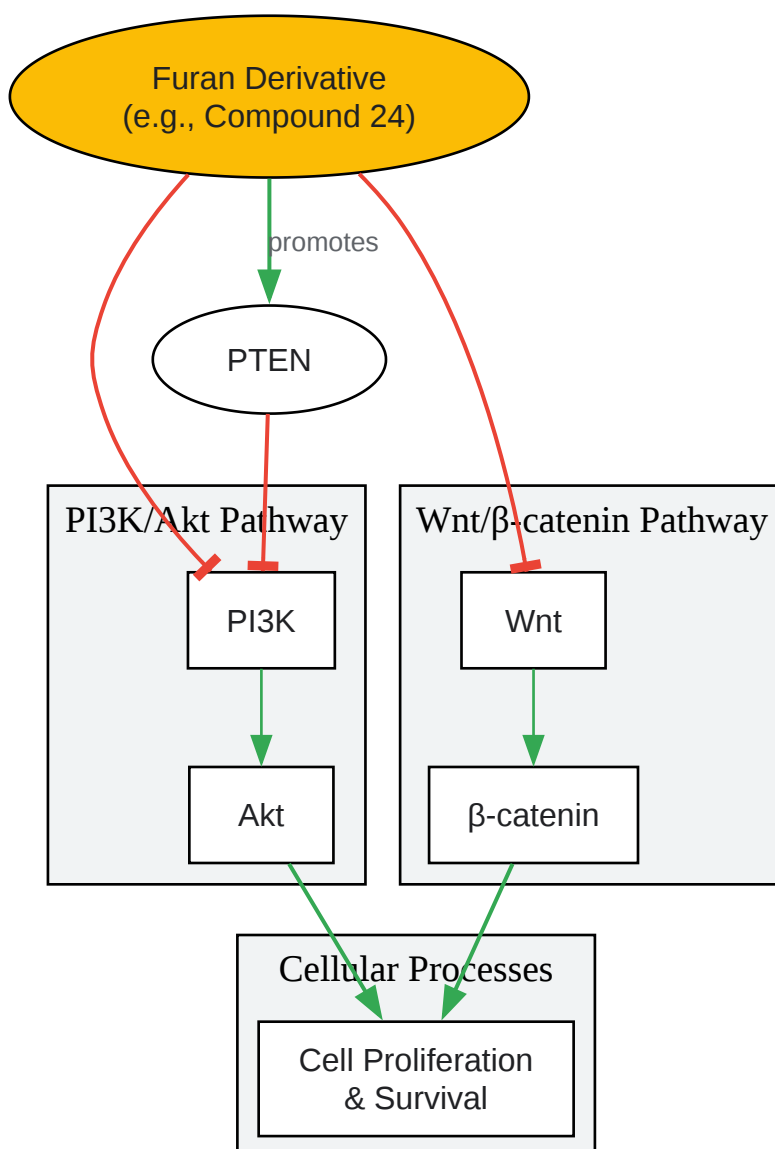 Furan Derivative
(e.g., Compound 24)
promotes
PTEN
PI3K/Akt Pathway
Wnt/β-catenin Pathway
PI3K
Wnt
Akt
β-catenin
Cellular Processes
Cell Proliferation
& Survival